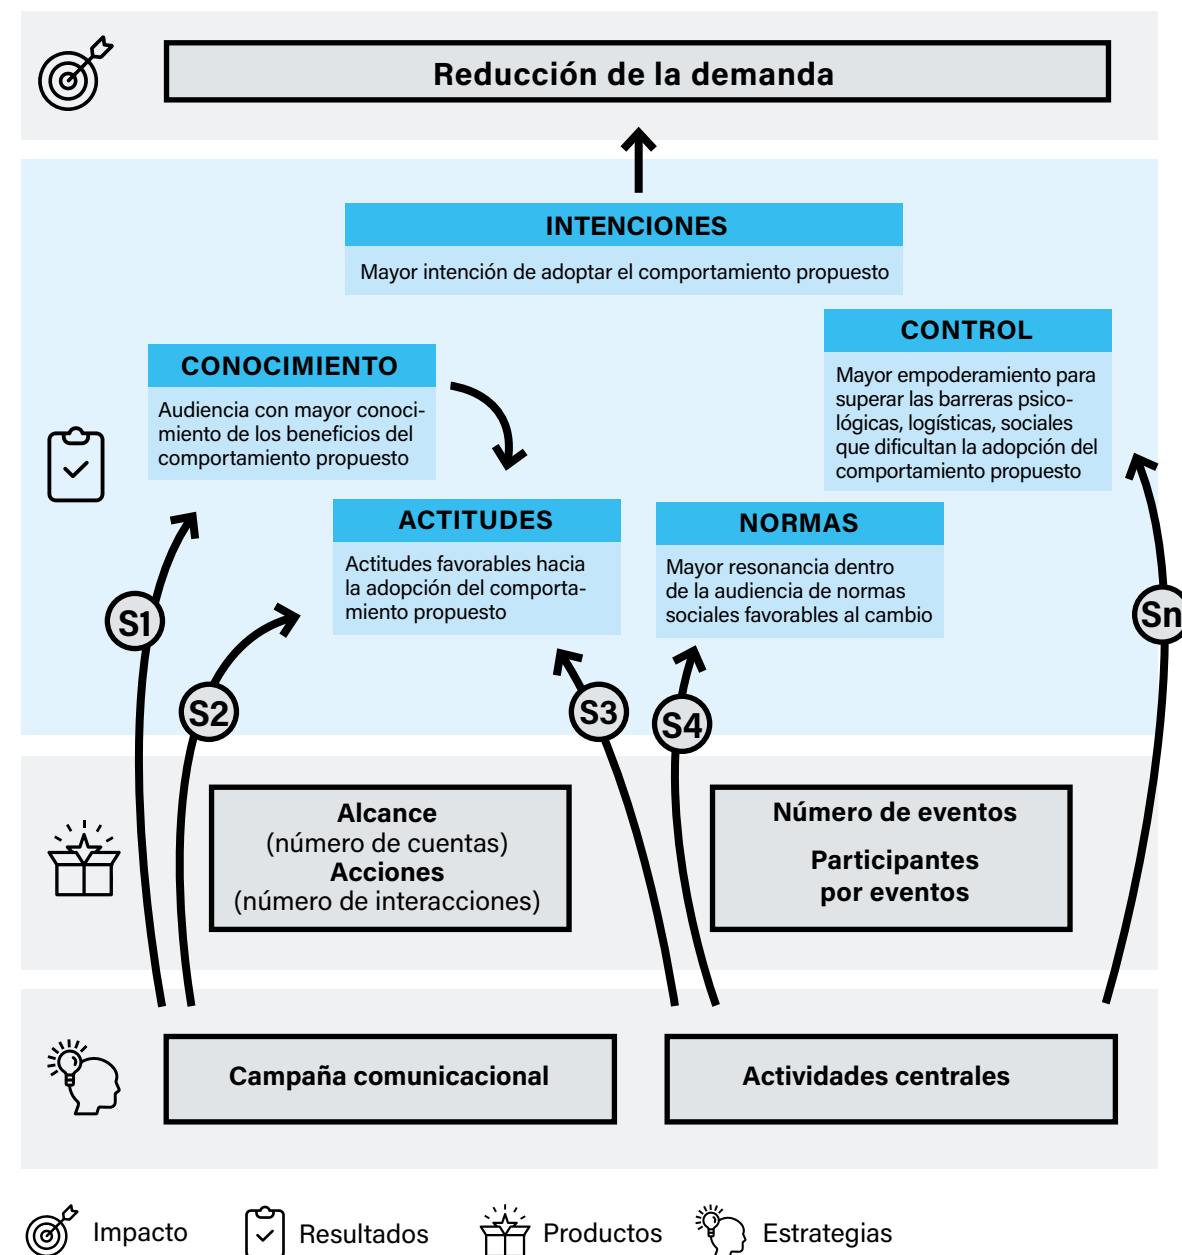 Reducción de la demanda
INTENCIONES
Mayor intención de adoptar el comportamiento propuesto
CONTROL
Mayor empoderamiento para
superar las barreras psico-
lógicas, logísticas, sociales
que dificultan la adopción del
comportamiento propuesto
CONOCIMIENTO
Audiencia con mayor conoci-
miento de los beneficios del
comportamiento propuesto
ACTITUDES
Actitudes favorables hacia
la adopción del comporta-
miento propuesto
NORMAS
Mayor resonancia dentro
de la audiencia de normas
sociales favorables al cambio
S1
S2
S3
S4
Sn
Alcance
(número de cuentas)
Acciones
(número de interacciones)
Número de eventos
Participantes
por eventos
Campaña comunicacional
Actividades centrales
Impacto
Resultados
Productos
Estrategias